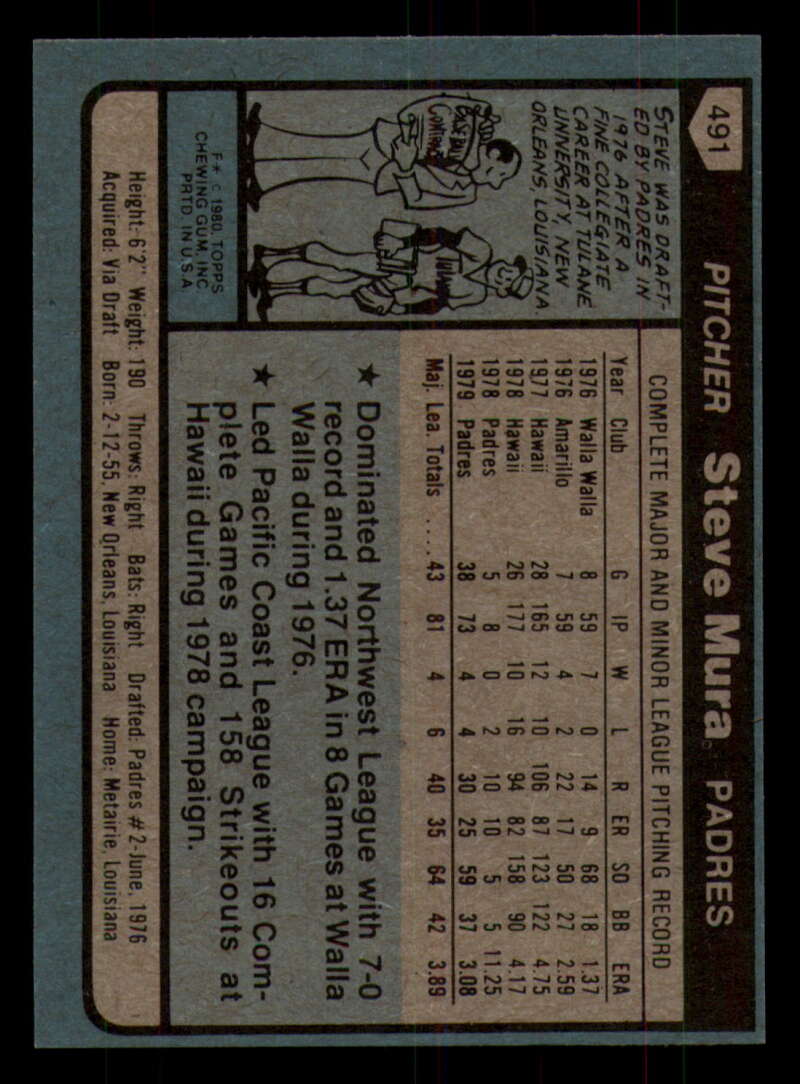 491
PITCHER Steve Mura PADRES
STEVE WAS DRAFT-
ED BY PADRES IN
1976 AFTER A
FINE COLLEGIATE
CAREER AT TULANE
UNIVERSITY, NEW
ORLEANS, LOUISIANA
BASEBALL
CONTRACT
F* © 1980 TOPPS
CHEWING GUM, INC.
PRTD. IN U.S.A.
COMPLETE MAJOR AND MINOR LEAGUE PITCHING RECORD
Year Club G IP W L R ER SO BB ERA
1976 Walla Walla 8 59 7 0 14 9 68 18 1.37
1976 Amarillo 7 59 4 2 22 17 50 27 2.59
1977 Hawaii 28 165 12 10 106 87 123 122 4.75
1978 Hawaii 26 177 10 16 94 82 158 90 4.17
1978 Padres 5 8 0 2 10 10 5 5 11.25
1979 Padres 38 73 4 4 30 25 59 37 3.08
Maj. Lea. Totals .... 43 81 4 6 40 35 64 42 3.89
★ Dominated Northwest League with 7-0
record and 1.37 ERA in 8 Games at Walla
Walla during 1976.
★ Led Pacific Coast League with 16 Com-
plete Games and 158 Strikeouts at
Hawaii during 1978 campaign.
Height: 6'2" Weight: 190 Throws: Right Bats: Right Drafted: Padres #2-June, 1976
Acquired: Via Draft Born: 2-12-55, New Orleans, Louisiana Home: Metairie, Louisiana